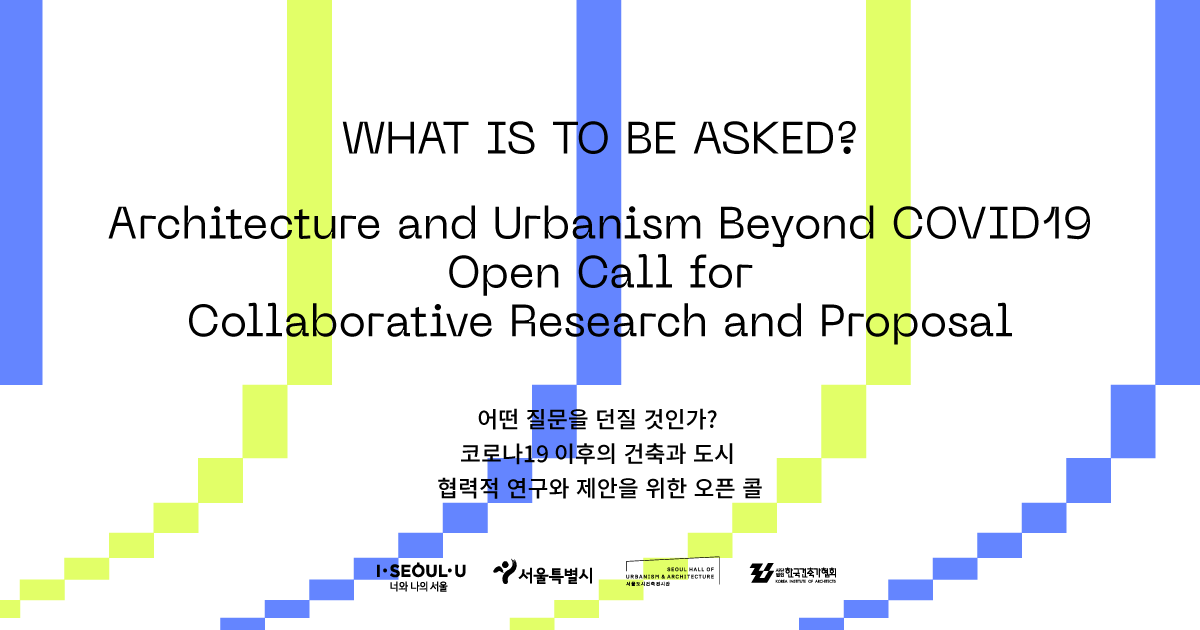 WHAT IS TO BE ASKED?
Architecture and Urbanism Beyond COVID19
Open Call for
Collaborative Research and Proposal
어떤 질문을 던질 것인가?
코로나19 이후의 건축과 도시
협력적 연구와 제안을 위한 오픈 콜
I·SEOUL·U
너와 나의 서울
서울특별시
SEOUL HALL OF
URBANISM & ARCHITECTURE
서울도시건축전시관
사단법인 한국건축가협회
KOREA INSTITUTE OF ARCHITECTS